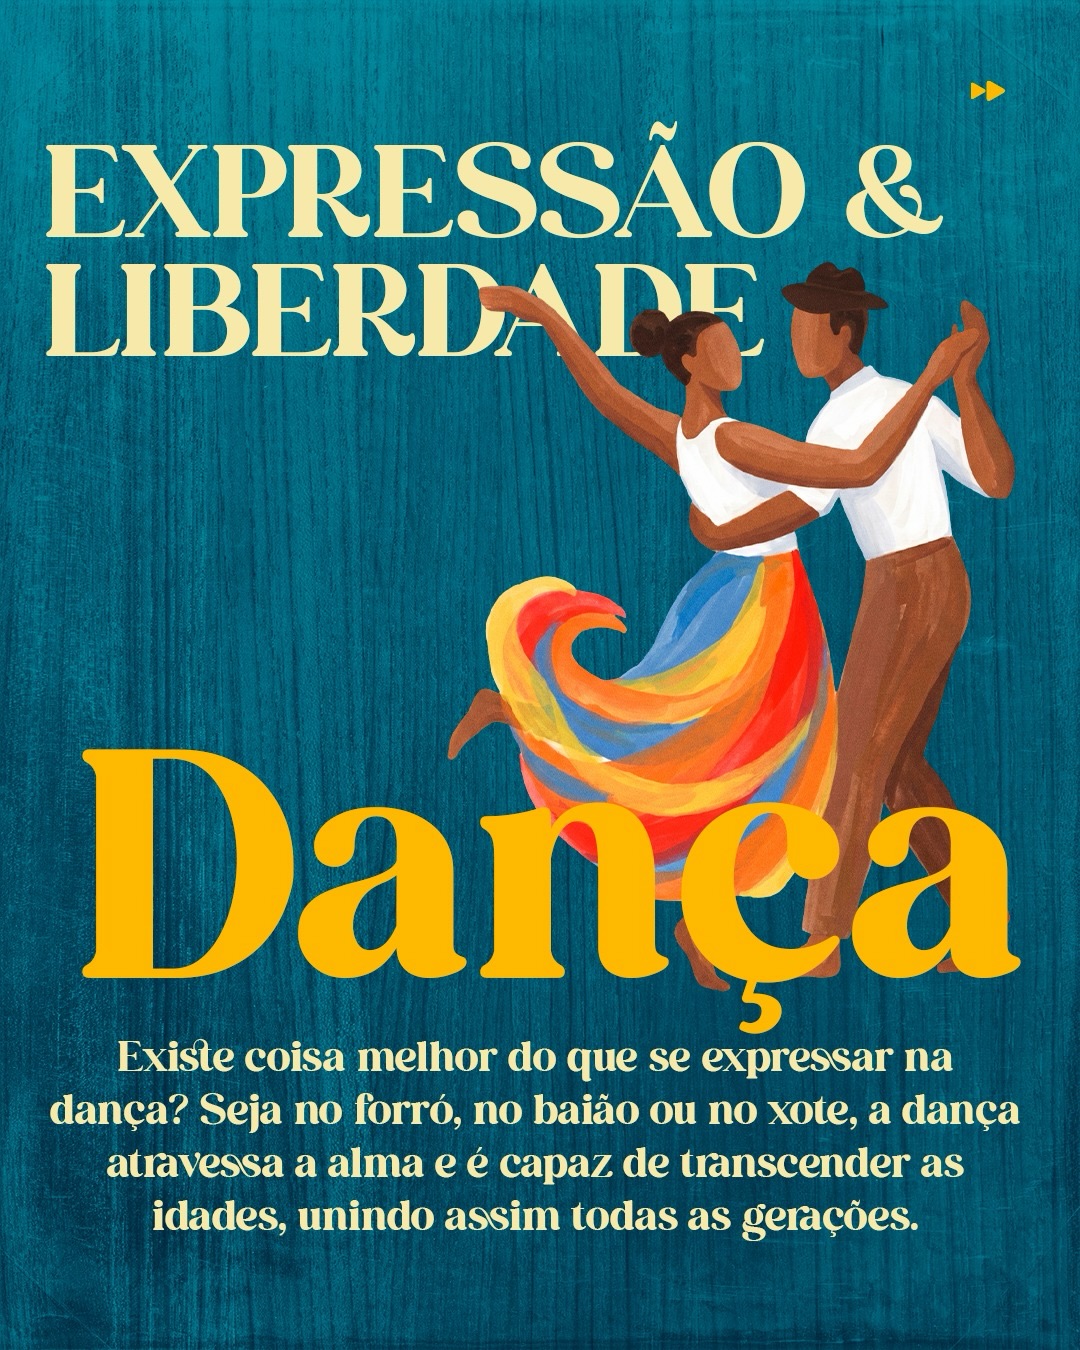 EXPRESSÃO &
LIBERDADE
Dança
Existe coisa melhor do que se expressar na
dança? Seja no forró, no baião ou no xote, a dança
atravessa a alma e é capaz de transcender as
idades, unindo assim todas as gerações.